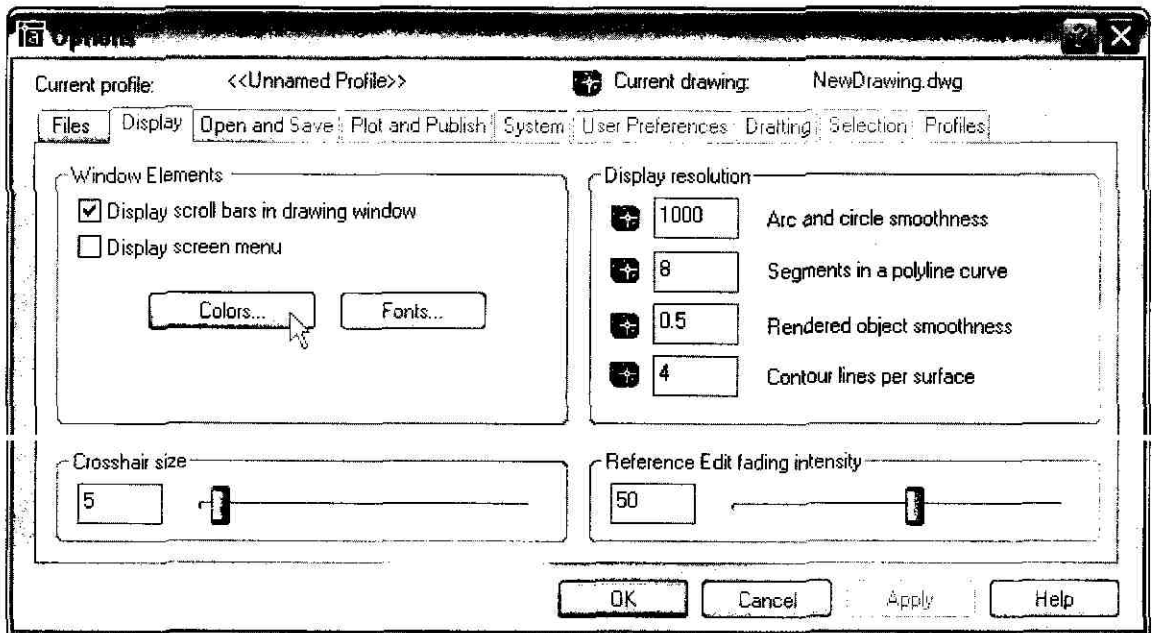 Options
Current profile: <<Unnamed Profile>> Current drawing: NewDrawing.dwg
Files Display Open and Save Plot and Publish System User Preferences Drafting Selection Profiles
Window Elements
Display scroll bars in drawing window
Display screen menu
Colors... Fonts...
Display resolution
1000 Arc and circle smoothness
8 Segments in a polyline curve
0.5 Rendered object smoothness
4 Contour lines per surface
Crosshair size
5
Reference Edit fading intensity
50
OK Cancel Apply Help